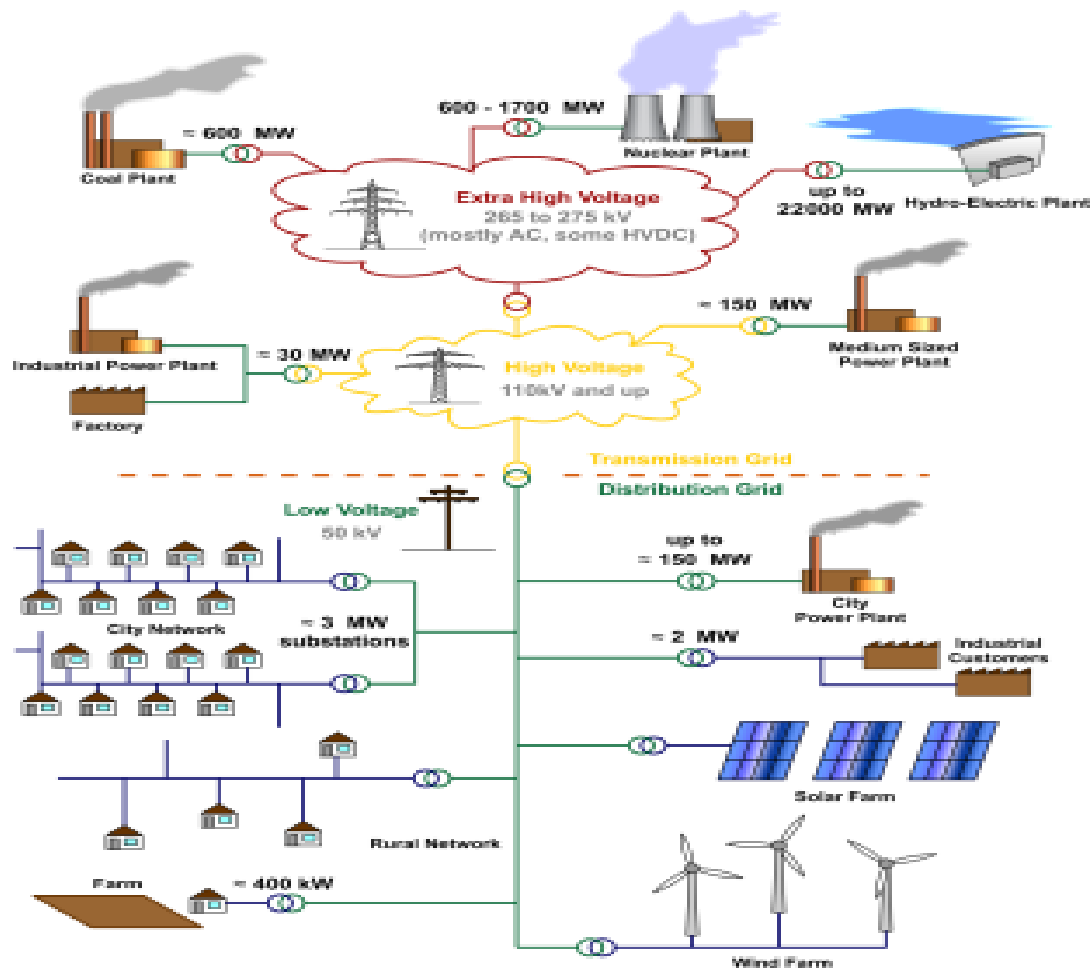 600 - 1700 MW
≈ 600 MW
Nuclear Plant
Coal Plant
Extra High Voltage
265 to 275 kV
(mostly AC, some HVDC)
up to
22000 MW
Hydro-Electric Plant
≈ 150 MW
Medium Sized
Power Plant
Industrial Power Plant
≈ 30 MW
High Voltage
110kV and up
Factory
Transmission Grid
Distribution Grid
Low Voltage
50 kV
up to
≈ 150 MW
City
Power Plant
City Network
≈ 3 MW
substations
≈ 2 MW
Industrial
Customers
Solar Farm
Rural Network
Farm
≈ 400 kW
Wind Farm